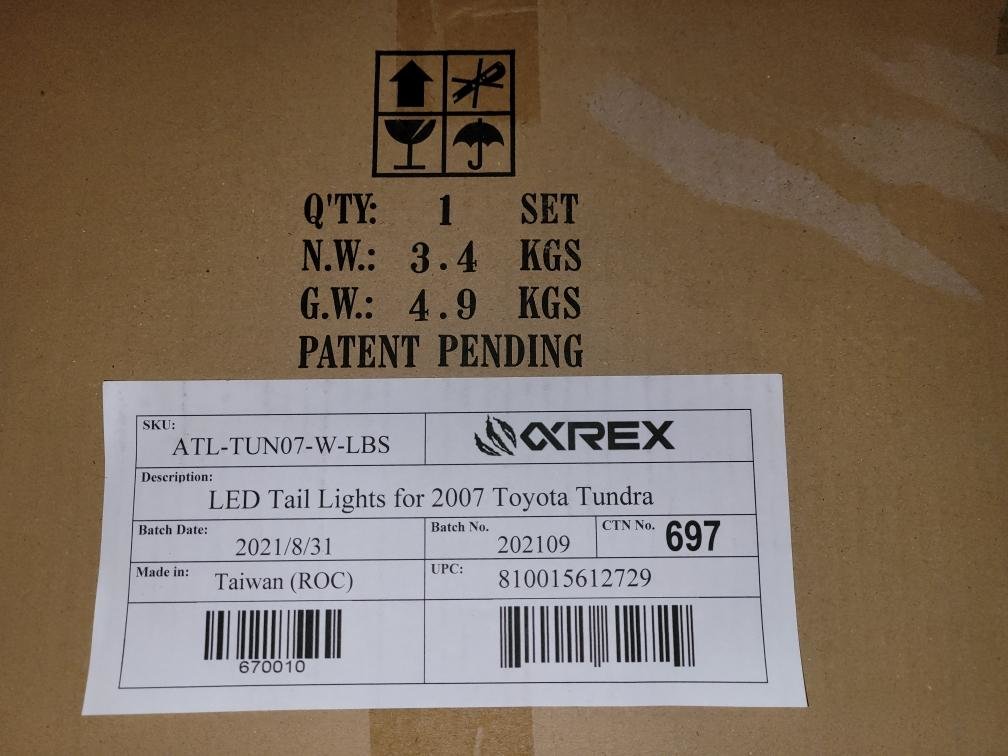 Q'TY: 1 SET
N.W.: 3.4 KGS
G.W.: 4.9 KGS
PATENT PENDING
SKU:
ATL-TUN07-W-LBS
αREX
Description:
LED Tail Lights for 2007 Toyota Tundra
Batch Date:
2021/8/31
Batch No.
202109
CTN No. 697
Made in: Taiwan (ROC)
UPC: 810015612729
670010